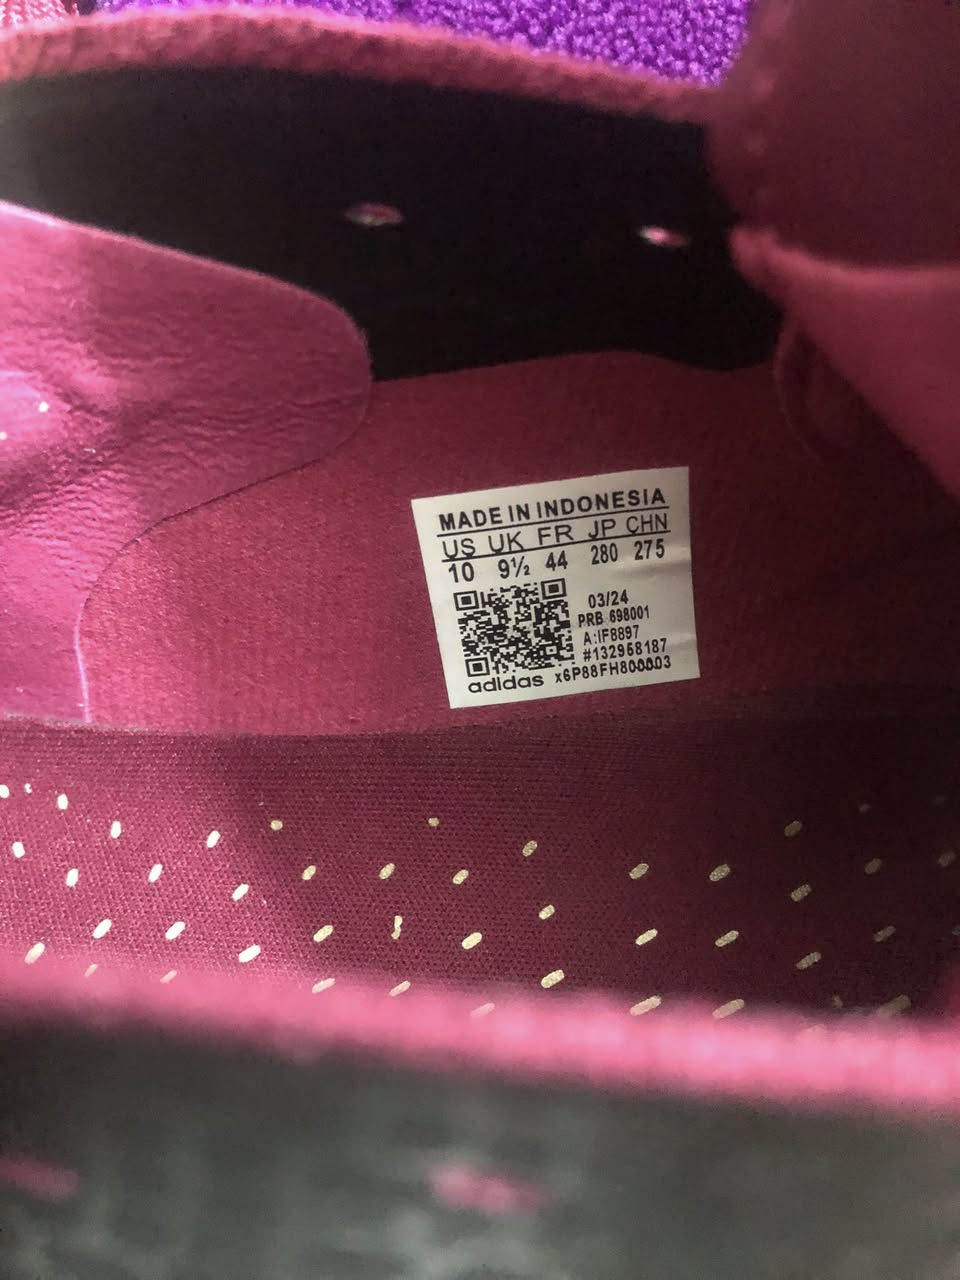 MADE IN INDONESIA
US UK FR JP CHN
10 9½ 44 280 275
03/24
PRB 698001
A:IF8897
#132958187
adidas x6P88FH800003